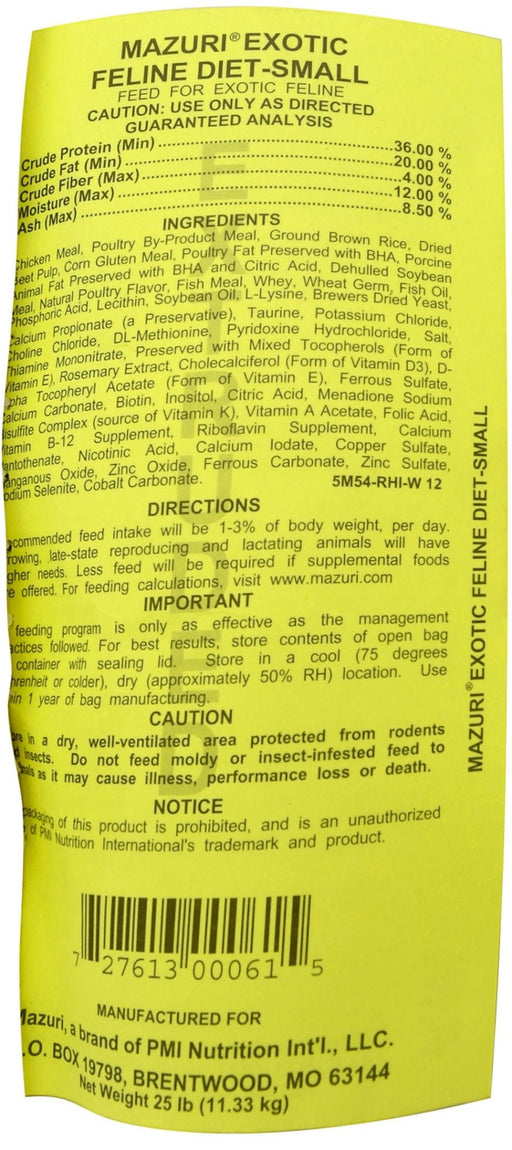 MAZURI® EXOTIC
FELINE DIET-SMALL
FEED FOR EXOTIC FELINE
CAUTION: USE ONLY AS DIRECTED
GUARANTEED ANALYSIS
Crude Protein (Min) ..........36.00 %
Crude Fat (Min) ..........20.00 %
Crude Fiber (Max) ..........4.00 %
Moisture (Max) ..........12.00 %
Ash (Max) ..........8.50 %
INGREDIENTS
Chicken Meal, Poultry By-Product Meal, Ground Brown Rice, Dried
Beet Pulp, Corn Gluten Meal, Poultry Fat Preserved with BHA, Porcine
Animal Fat Preserved with BHA and Citric Acid, Dehulled Soybean
Meal, Natural Poultry Flavor, Fish Meal, Whey, Wheat Germ, Fish Oil,
Phosphoric Acid, Lecithin, Soybean Oil, L-Lysine, Brewers Dried Yeast,
Calcium Propionate (a Preservative), Taurine, Potassium Chloride,
Choline Chloride, DL-Methionine, Pyridoxine Hydrochloride, Salt,
Thiamine Mononitrate, Preserved with Mixed Tocopherols (Form of
Vitamin E), Rosemary Extract, Cholecalciferol (Form of Vitamin D3), D-
lpha Tocopheryl Acetate (Form of Vitamin E), Ferrous Sulfate,
Calcium Carbonate, Biotin, Inositol, Citric Acid, Menadione Sodium
Bisulfite Complex (source of Vitamin K), Vitamin A Acetate, Folic Acid,
Vitamin B-12 Supplement, Riboflavin Supplement, Calcium
Pantothenate, Nicotinic Acid, Calcium Iodate, Copper Sulfate,
Manganous Oxide, Zinc Oxide, Ferrous Carbonate, Zinc Sulfate,
odium Selenite, Cobalt Carbonate. 5M54-RHI-W 12
DIRECTIONS
commended feed intake will be 1-3% of body weight, per day.
rowing, late-state reproducing and lactating animals will have
gher needs. Less feed will be required if supplemental foods
e offered. For feeding calculations, visit www.mazuri.com
IMPORTANT
feeding program is only as effective as the management
actices followed. For best results, store contents of open bag
container with sealing lid. Store in a cool (75 degrees
hrenheit or colder), dry (approximately 50% RH) location. Use
in 1 year of bag manufacturing.
CAUTION
ore in a dry, well-ventilated area protected from rodents
d insects. Do not feed moldy or insect-infested feed to
mals as it may cause illness, performance loss or death.
NOTICE
packaging of this product is prohibited, and is an unauthorized
of PMI Nutrition International's trademark and product.
7 27613 00061 5
MANUFACTURED FOR
Mazuri, a brand of PMI Nutrition Int'l., LLC.
.O. BOX 19798, BRENTWOOD, MO 63144
Net Weight 25 lb (11.33 kg)
MAZURI® EXOTIC FELINE DIET-SMALL